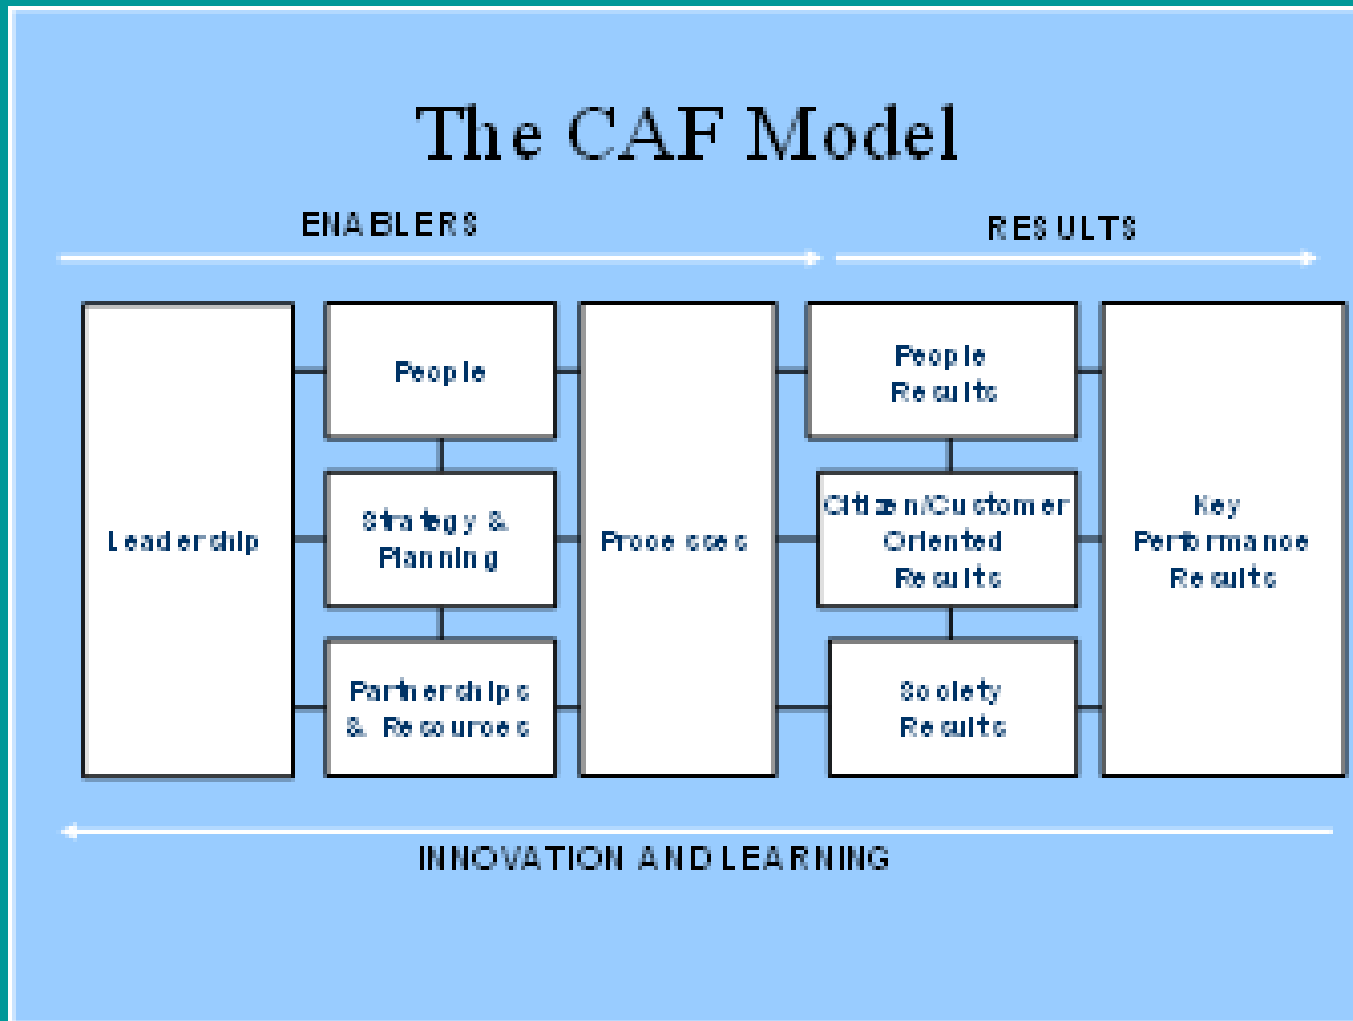 The CAF Model
ENABLERS
RESULTS
Leadership
People
Strategy &
Planning
Partnerships
& Resources
Processes
People
Results
Citizen/Customer
Oriented
Results
Society
Results
Key
Performance
Results
INNOVATION AND LEARNING